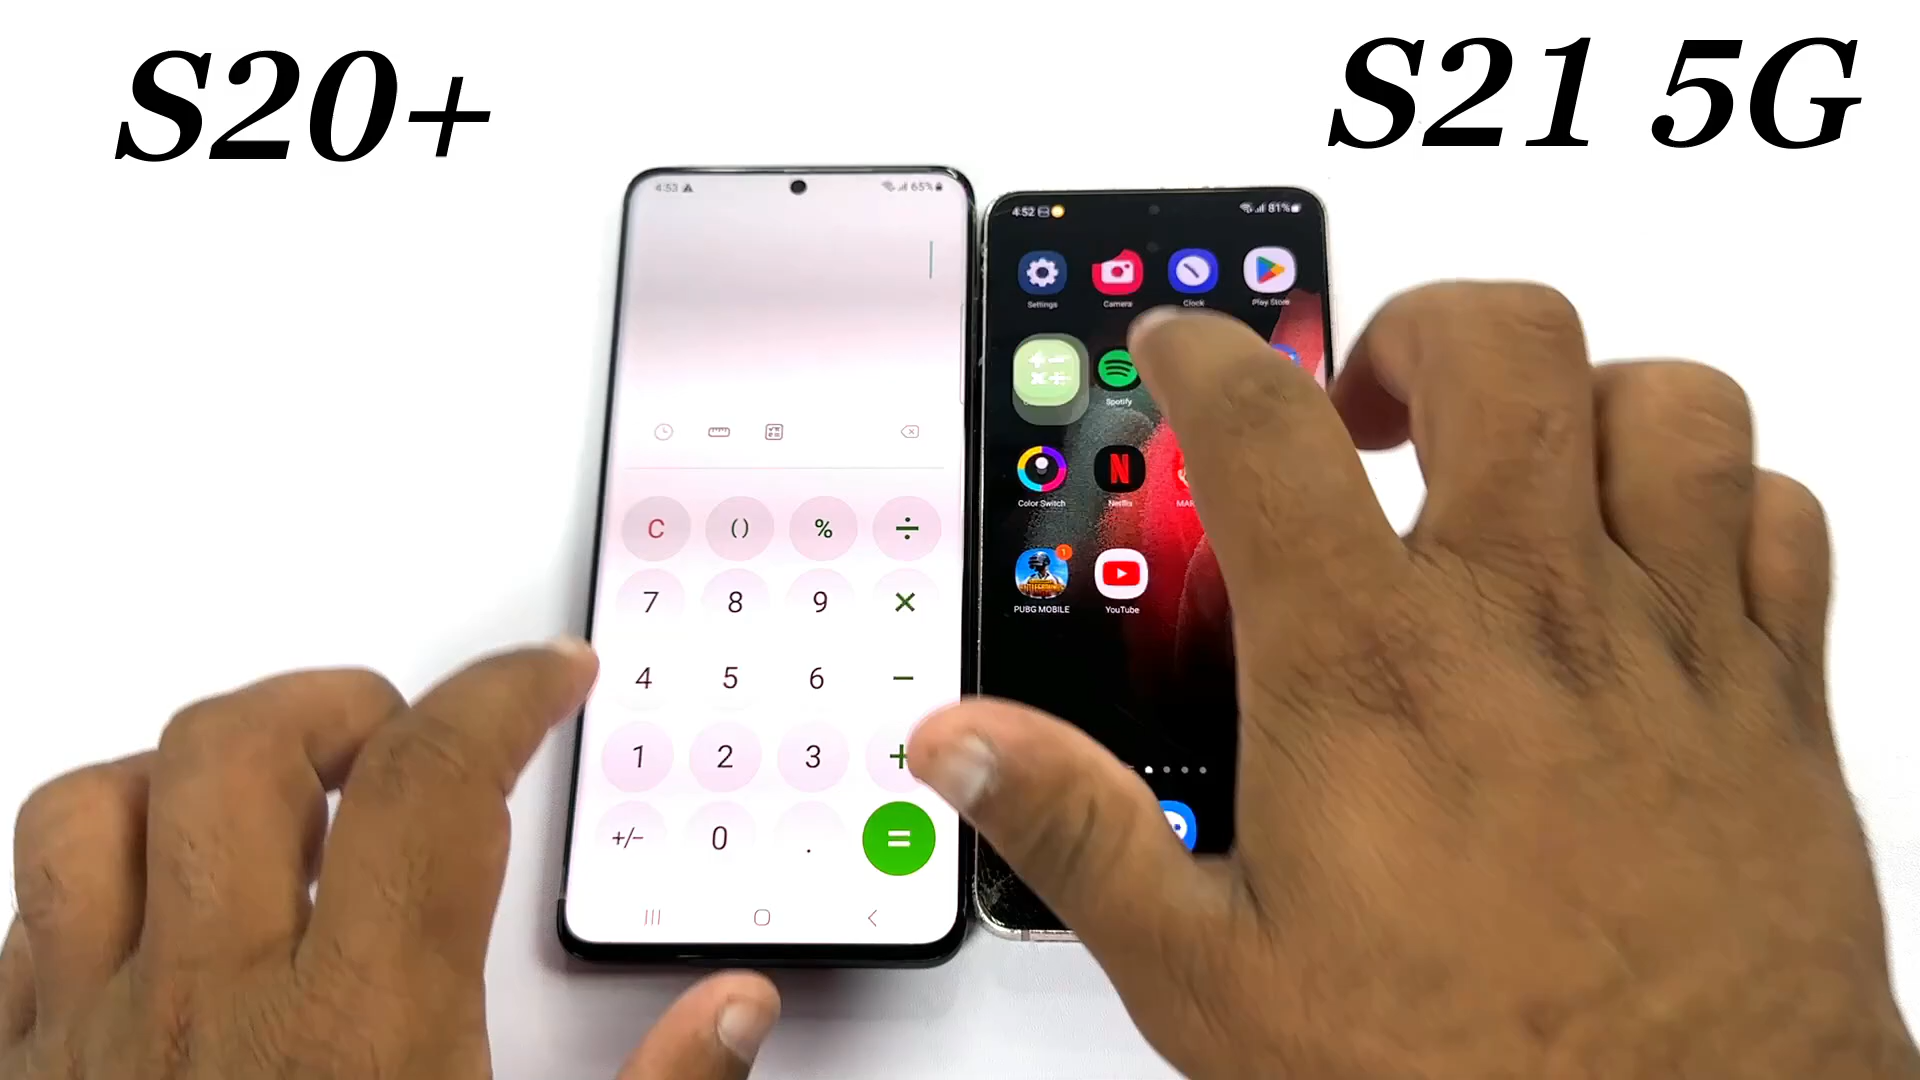 S20+
S21 5G
4:53
65%
4:52
81%
Settings
Camera
Clock
Play Store
Spotify
Color Switch
Netflix
PUBG MOBILE
1
YouTube
C
()
%
÷
7
8
9
×
4
5
6
−
1
2
3
+
+/−
0
.
=